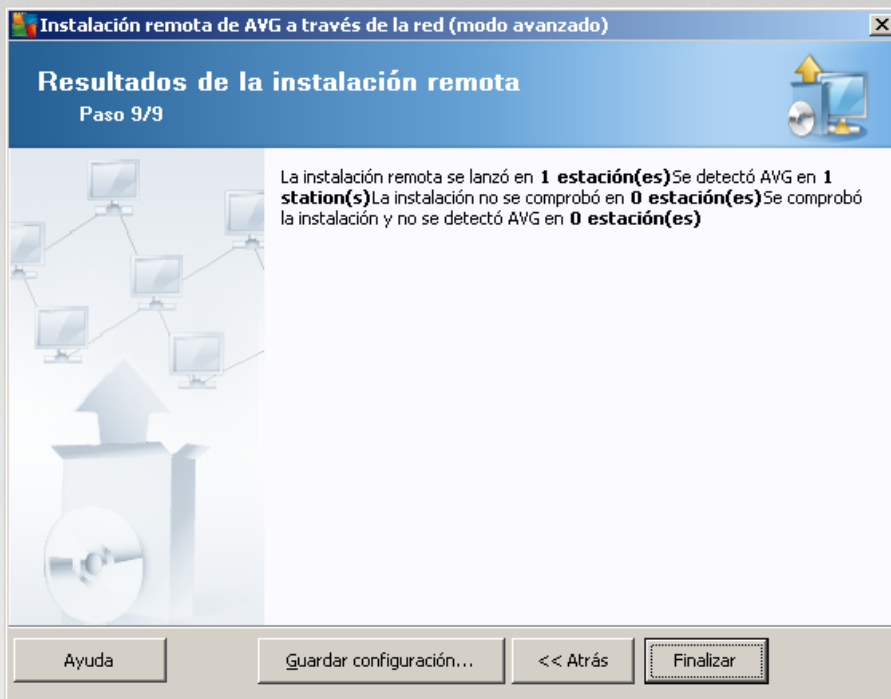 Instalación remota de AVG a través de la red (modo avanzado)
Resultados de la instalación remota
Paso 9/9
La instalación remota se lanzó en 1 estación(es)Se detectó AVG en 1
station(s)La instalación no se comprobó en 0 estación(es)Se comprobó
la instalación y no se detectó AVG en 0 estación(es)
Ayuda
Guardar configuración...
<< Atrás
Finalizar